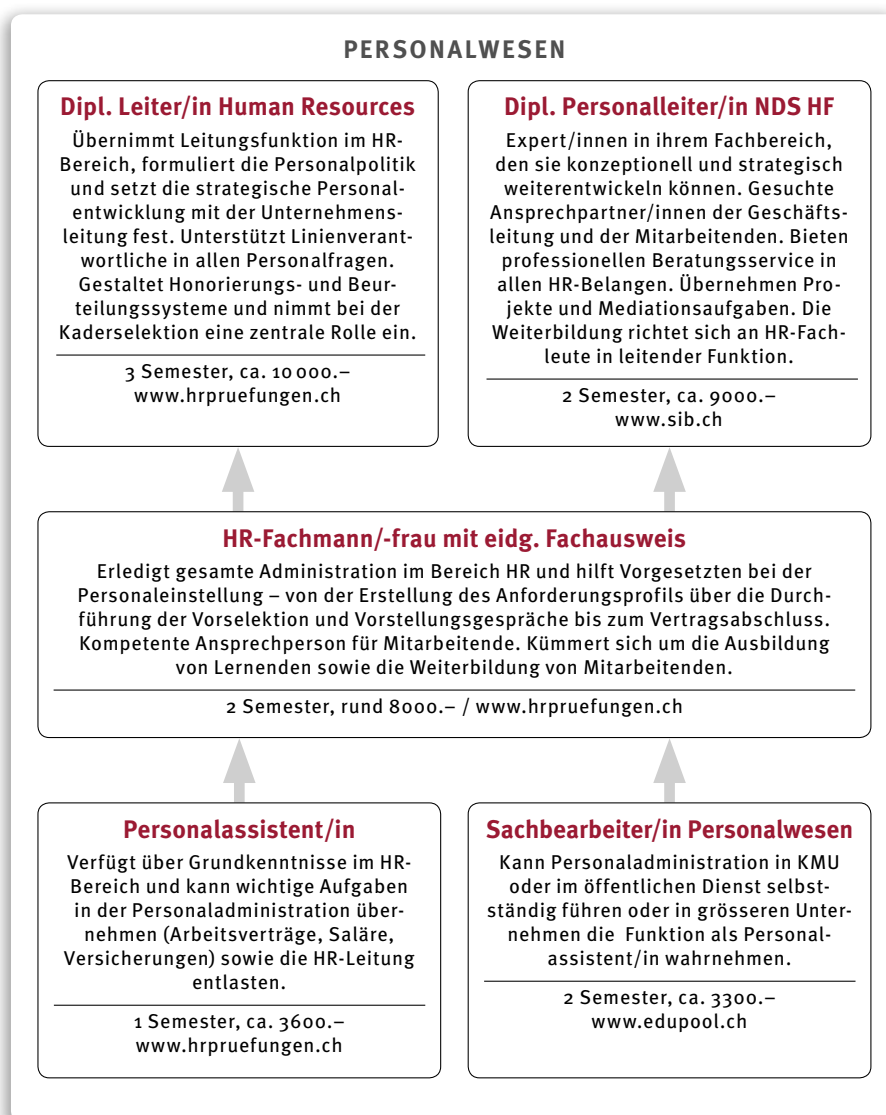 PERSONALWESEN
Dipl. Leiter/in Human Resources
Übernimmt Leitungsfunktion im HR-
Bereich, formuliert die Personalpolitik
und setzt die strategische Personal-
entwicklung mit der Unternehmens-
leitung fest. Unterstützt Linienverant-
wortliche in allen Personalfragen.
Gestaltet Honorierungs- und Beur-
teilungssysteme und nimmt bei der
Kaderselektion eine zentrale Rolle ein.
3 Semester, ca. 10 000.–
www.hrpruefungen.ch
Dipl. Personalleiter/in NDS HF
Expert/innen in ihrem Fachbereich,
den sie konzeptionell und strategisch
weiterentwickeln können. Gesuchte
Ansprechpartner/innen der Geschäfts-
leitung und der Mitarbeitenden. Bieten
professionellen Beratungsservice in
allen HR-Belangen. Übernehmen Pro-
jekte und Mediationsaufgaben. Die
Weiterbildung richtet sich an HR-Fach-
leute in leitender Funktion.
2 Semester, ca. 9000.–
www.sib.ch
HR-Fachmann/-frau mit eidg. Fachausweis
Erledigt gesamte Administration im Bereich HR und hilft Vorgesetzten bei der
Personaleinstellung – von der Erstellung des Anforderungsprofils über die Durch-
führung der Vorselektion und Vorstellungsgespräche bis zum Vertragsabschluss.
Kompetente Ansprechperson für Mitarbeitende. Kümmert sich um die Ausbildung
von Lernenden sowie die Weiterbildung von Mitarbeitenden.
2 Semester, rund 8000.– / www.hrpruefungen.ch
Personalassistent/in
Verfügt über Grundkenntnisse im HR-
Bereich und kann wichtige Aufgaben
in der Personaladministration über-
nehmen (Arbeitsverträge, Saläre,
Versicherungen) sowie die HR-Leitung
entlasten.
1 Semester, ca. 3600.–
www.hrpruefungen.ch
Sachbearbeiter/in Personalwesen
Kann Personaladministration in KMU
oder im öffentlichen Dienst selbst-
ständig führen oder in grösseren Unter-
nehmen die Funktion als Personal-
assistent/in wahrnehmen.
2 Semester, ca. 3300.–
www.edupool.ch